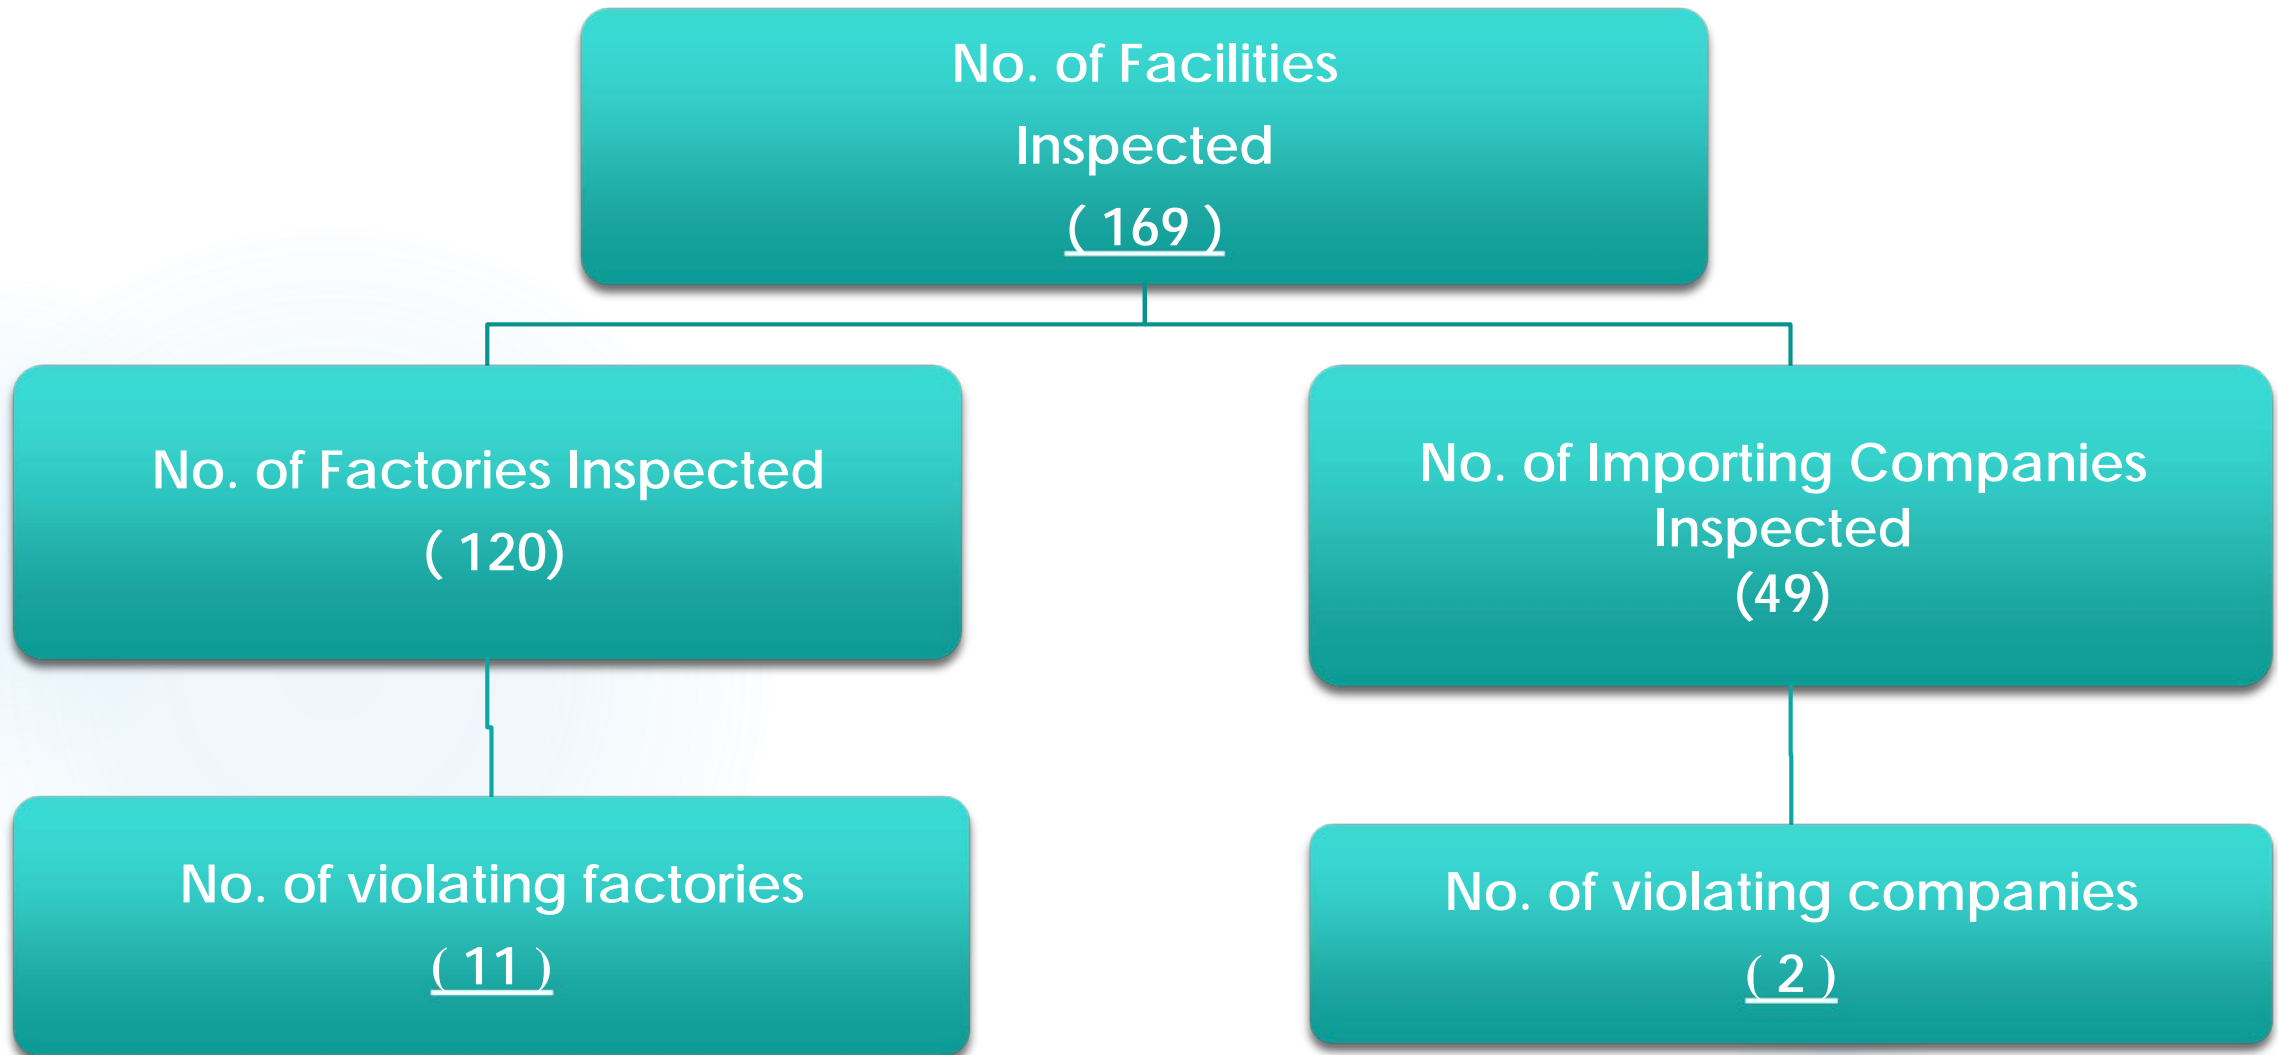 No. of Facilities
Inspected
( 169 )
No. of Factories Inspected
( 120)
No. of Importing Companies
Inspected
(49)
No. of violating factories
( 11 )
No. of violating companies
( 2 )